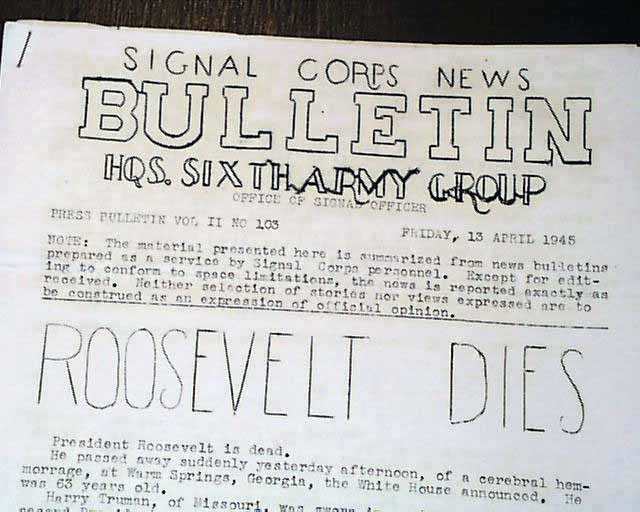 SIGNAL CORPS NEWS
BULLETIN
HQS. SIXTH ARMY GROUP
OFFICE OF SIGNAL OFFICER
PRESS BULLETIN VOL II NO 103
FRIDAY, 13 APRIL 1945
NOTE: The material presented here is summarized from news bulletins
prepared as a service by Signal Corps personnel. Except for edit-
ing to conform to space limitations, the news is reported exactly as
received. Neither selection of stories nor views expressed are to
be construed as an expression of official opinion.
ROOSEVELT DIES
President Roosevelt is dead.
He passed away suddenly yesterday afternoon, of a cerebral hem-
morrage, at Warm Springs, Georgia, the White House announced. He
was 63 years old.
Harry Truman, of Missouri, was sworn